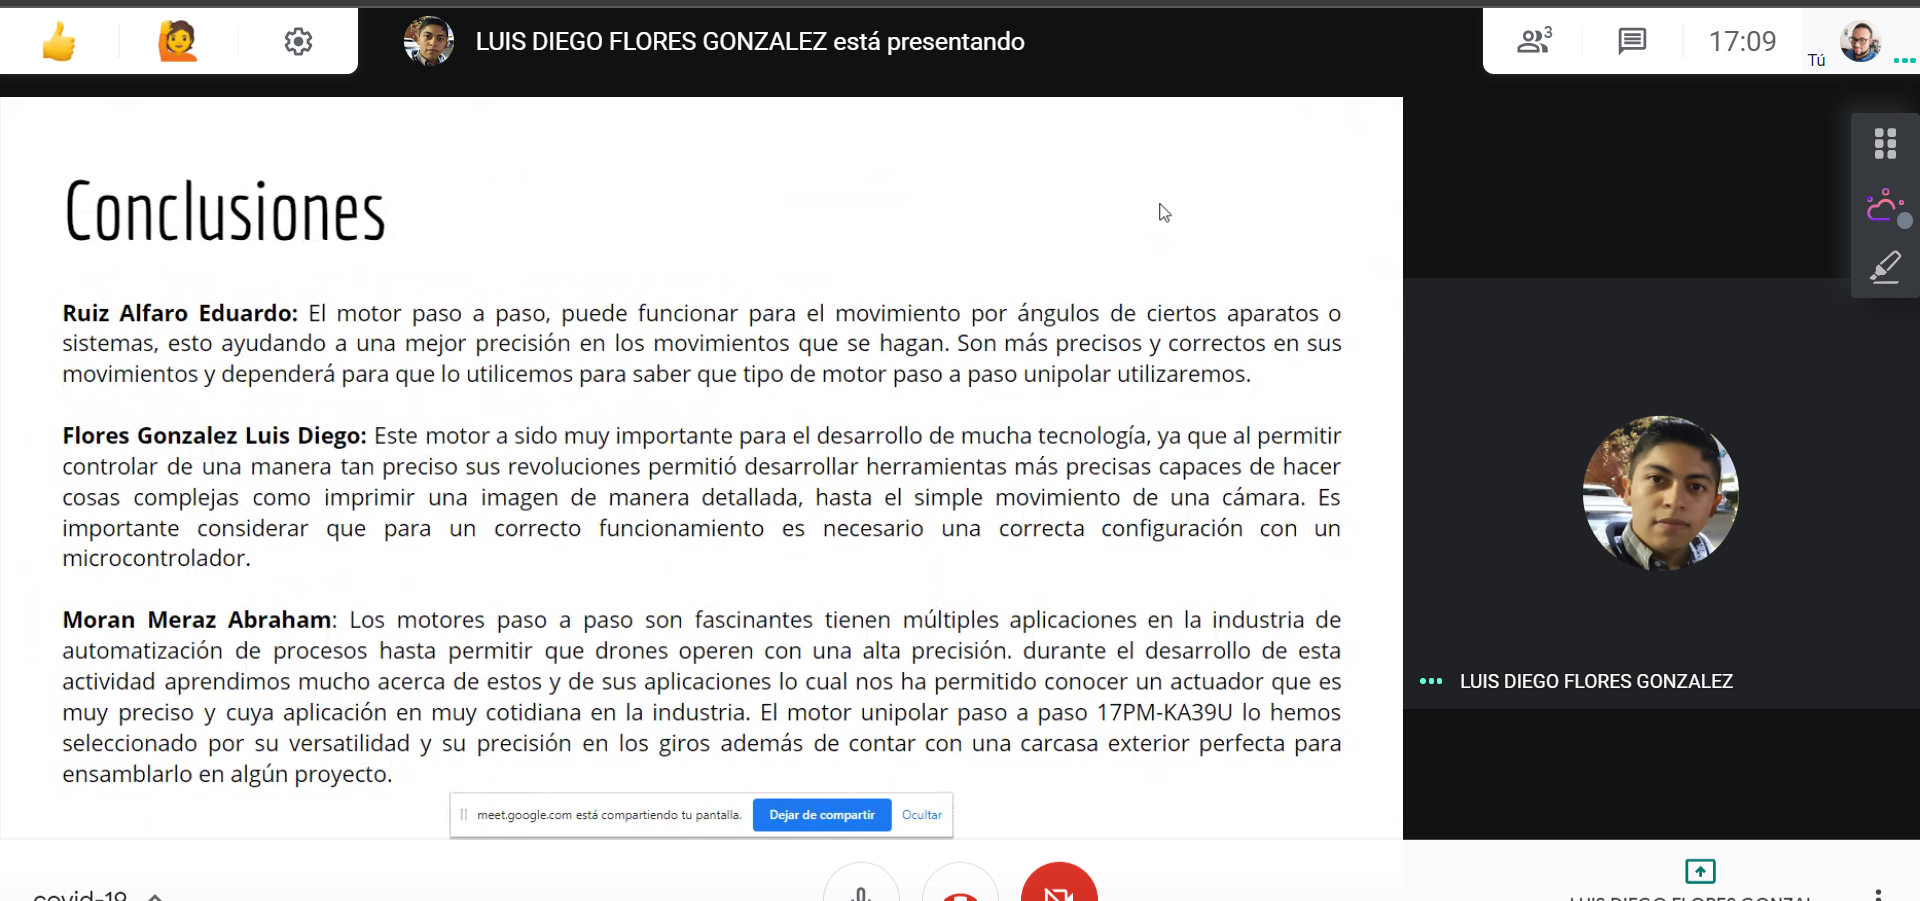 LUIS DIEGO FLORES GONZALEZ está presentando
3
17:09
Tú
Conclusiones
Ruiz Alfaro Eduardo: El motor paso a paso, puede funcionar para el movimiento por ángulos de ciertos aparatos o
sistemas, esto ayudando a una mejor precisión en los movimientos que se hagan. Son más precisos y correctos en sus
movimientos y dependerá para que lo utilicemos para saber que tipo de motor paso a paso unipolar utilizaremos.
Flores Gonzalez Luis Diego: Este motor a sido muy importante para el desarrollo de mucha tecnología, ya que al permitir
controlar de una manera tan preciso sus revoluciones permitió desarrollar herramientas más precisas capaces de hacer
cosas complejas como imprimir una imagen de manera detallada, hasta el simple movimiento de una cámara. Es
importante considerar que para un correcto funcionamiento es necesario una correcta configuración con un
microcontrolador.
Moran Meraz Abraham: Los motores paso a paso son fascinantes tienen múltiples aplicaciones en la industria de
automatización de procesos hasta permitir que drones operen con una alta precisión. durante el desarrollo de esta
actividad aprendimos mucho acerca de estos y de sus aplicaciones lo cual nos ha permitido conocer un actuador que es
muy preciso y cuya aplicación en muy cotidiana en la industria. El motor unipolar paso a paso 17PM-KA39U lo hemos
seleccionado por su versatilidad y su precisión en los giros además de contar con una carcasa exterior perfecta para
ensamblarlo en algún proyecto.
LUIS DIEGO FLORES GONZALEZ
meet.google.com está compartiendo tu pantalla. Dejar de compartir Ocultar
covid-19
LUIS DIEGO FLORES GONZAL